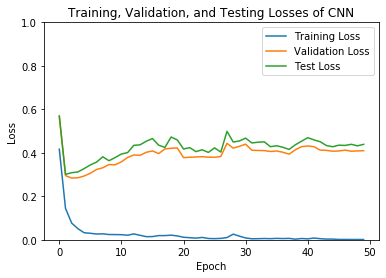 Training, Validation, and Testing Losses of CNN
Training Loss
Validation Loss
Test Loss
Loss
1.0
0.8
0.6
0.4
0.2
0.0
0 10 20 30 40 50
Epoch